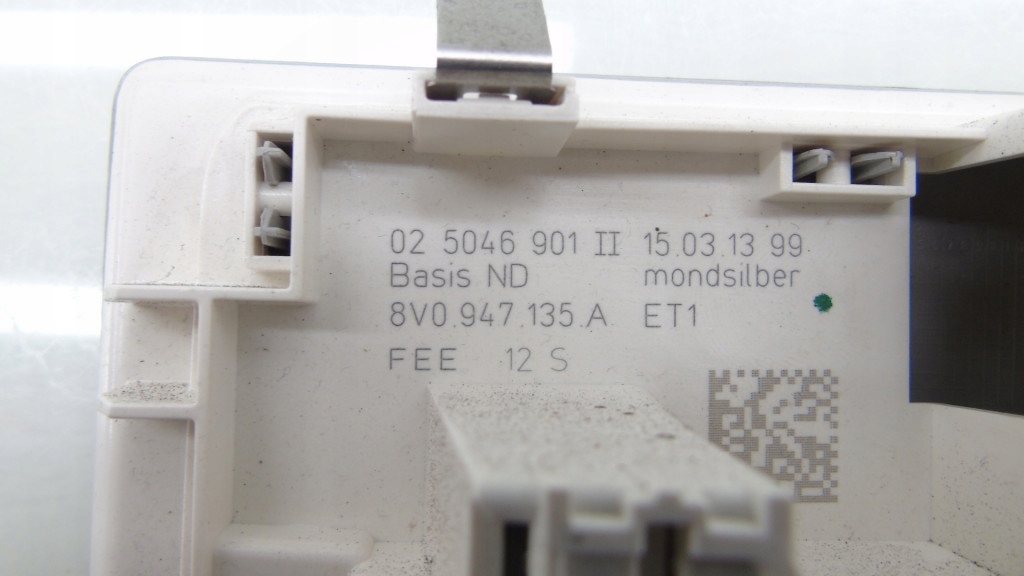 02 5046 901 II 15.03.13 99
Basis ND mondsilber
8V0.947.135.A ET1
FEE 12 S